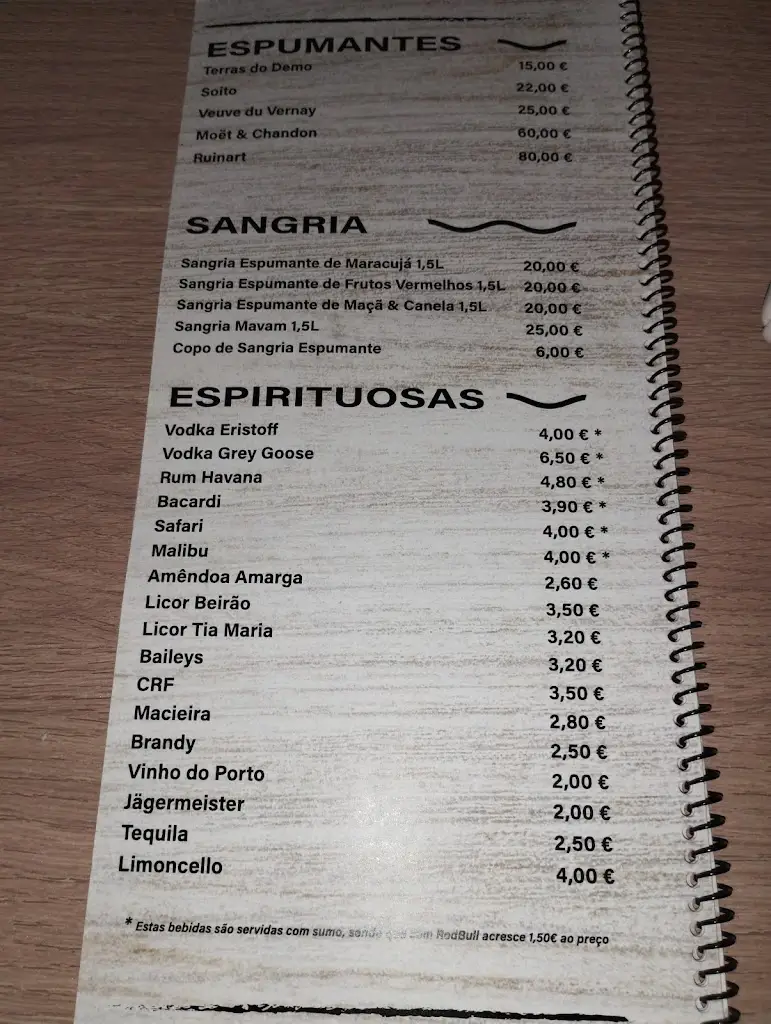 ESPUMANTES
Terras do Demo 15,00 €
Soito 22,00 €
Veuve du Vernay 25,00 €
Moët & Chandon 60,00 €
Ruinart 80,00 €
SANGRIA
Sangria Espumante de Maracujá 1,5L 20,00 €
Sangria Espumante de Frutos Vermelhos 1,5L 20,00 €
Sangria Espumante de Maçã & Canela 1,5L 20,00 €
Sangria Mavam 1,5L 25,00 €
Copo de Sangria Espumante 6,00 €
ESPIRITUOSAS
Vodka Eristoff 4,00 € *
Vodka Grey Goose 6,50 € *
Rum Havana 4,80 € *
Bacardi 3,90 € *
Safari 4,00 € *
Malibu 4,00 € *
Amêndoa Amarga 2,60 €
Licor Beirão 3,50 €
Licor Tia Maria 3,20 €
Baileys 3,20 €
CRF 3,50 €
Macieira 2,80 €
Brandy 2,50 €
Vinho do Porto 2,00 €
Jägermeister 2,00 €
Tequila 2,50 €
Limoncello 4,00 €
* Estas bebidas são servidas com sumo, sendo que com RedBull acresce 1,50€ ao preço